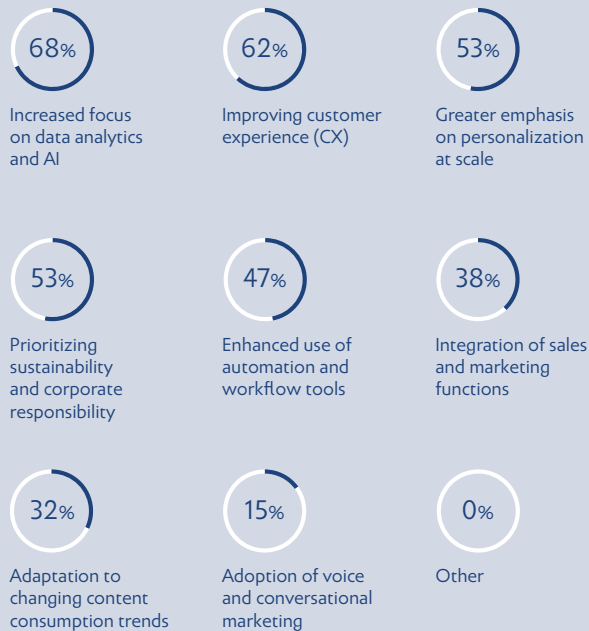 68%
Increased focus
on data analytics
and AI
62%
Improving customer
experience (CX)
53%
Greater emphasis
on personalization
at scale
53%
Prioritizing
sustainability
and corporate
responsibility
47%
Enhanced use of
automation and
workflow tools
38%
Integration of sales
and marketing
functions
32%
Adaptation to
changing content
consumption trends
15%
Adoption of voice
and conversational
marketing
0%
Other